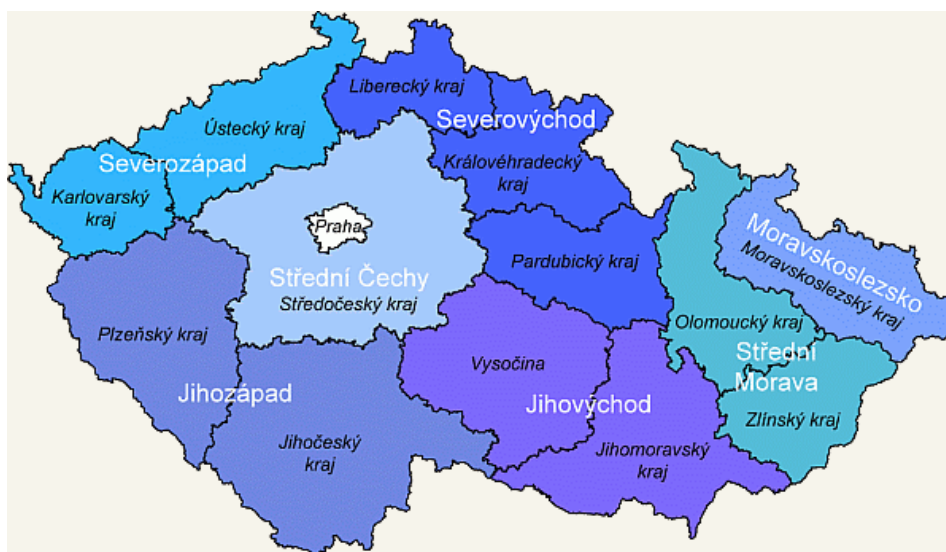 Liberecký kraj
Severovýchod
Ústecký kraj
Severozápad
Královéhradecký
kraj
Karlovarský
kraj
Praha
Moravskoslezsko
Moravskoslezský kraj
Pardubický kraj
Střední Čechy
Středočeský kraj
Plzeňský kraj
Olomoucký kraj
Střední
Morava
Vysočina
Jihozápad
Jihovýchod
Zlínský kraj
Jihočeský
kraj
Jihomoravský
kraj